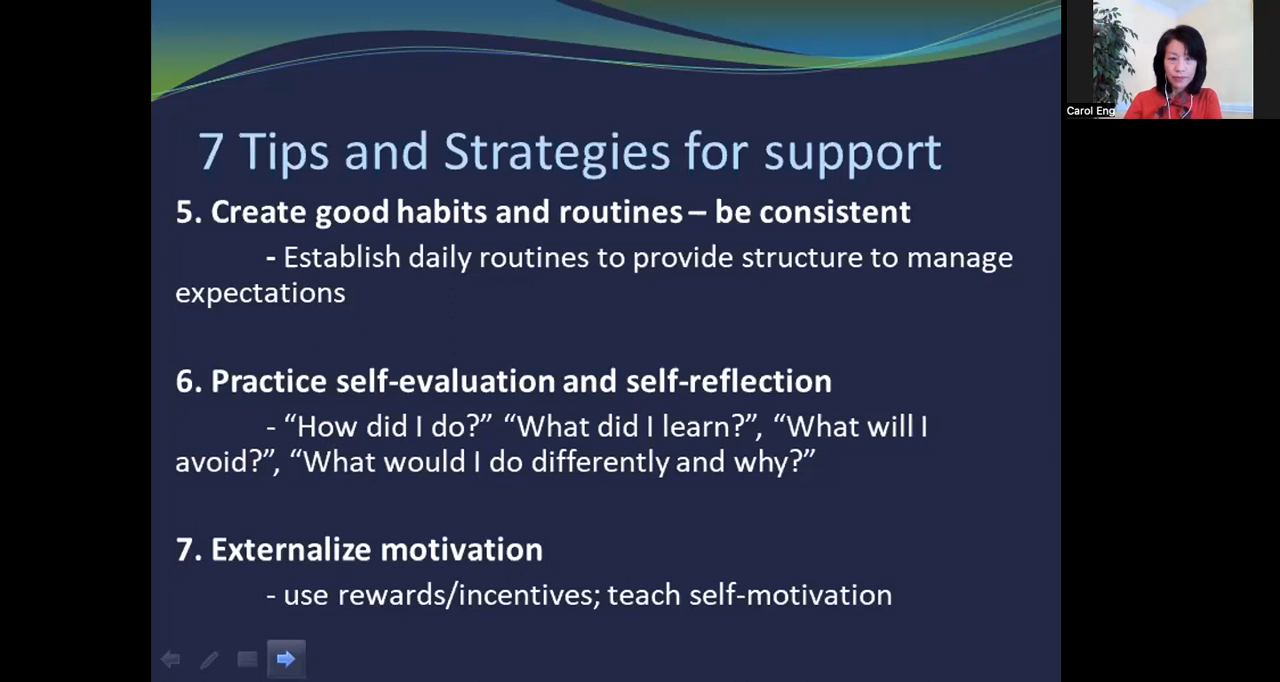 7 Tips and Strategies for support
5. Create good habits and routines – be consistent
- Establish daily routines to provide structure to manage
expectations
6. Practice self-evaluation and self-reflection
- “How did I do?” “What did I learn?”, “What will I
avoid?”, “What would I do differently and why?”
7. Externalize motivation
- use rewards/incentives; teach self-motivation
Carol Eng